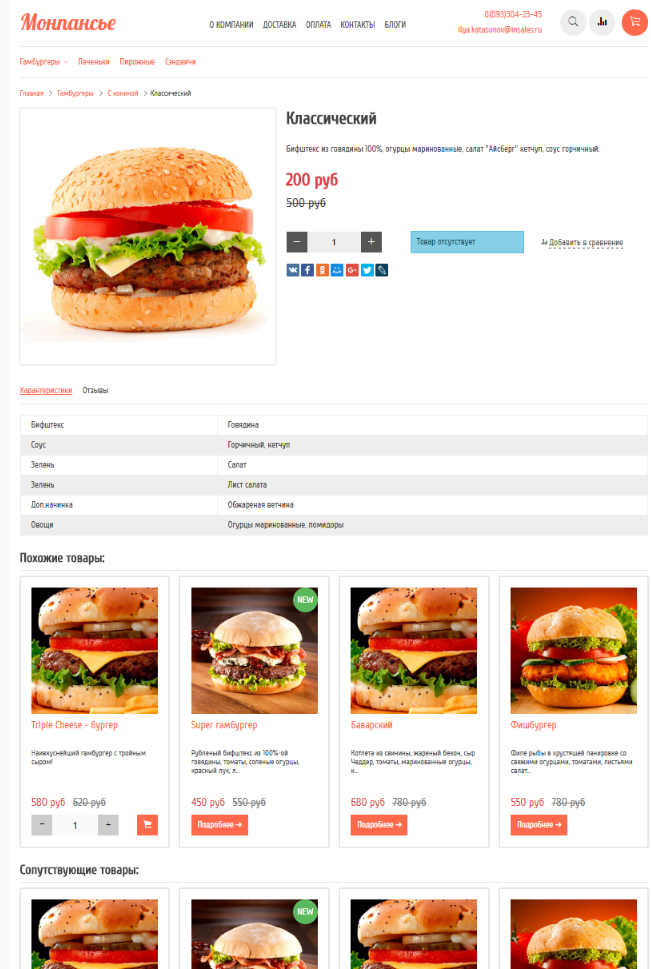 Монпансье
О КОМПАНИИ ДОСТАВКА ОПЛАТА КОНТАКТЫ БЛОГИ
8(893)304-23-45
illya.katasonov@insales.ru
Гамбургеры Печеньки Пирожные Сэндвичи
Главная > Гамбургеры > С кониной > Классический
Классический
Бифштекс из говядины 100%, огурцы маринованные, салат "Айсберг" кетчуп, соус горчичный.
200 руб
500 руб
− 1 +
Товар отсутствует
Добавить в сравнение
Характеристики Отзывы
Бифштекс Говядина
Соус Горчичный, кетчуп
Зелень Салат
Зелень Лист салата
Доп.начинка Обжареная ветчина
Овощи Огурцы маринованные, помидоры
Похожие товары:
NEW
Triple Cheese - бургер
Наивкуснейший гамбургер с тройным
сыром!
580 руб 620 руб
− 1 +
Super гамбургер
Рубленый бифштекс из 100%-ой
говядины, томаты, соленые огурцы,
красный лук, л...
450 руб 550 руб
Подробнее →
Баварский
Котлета из свинины, жареный бекон, сыр
Чеддер, томаты, маринованные огурцы,
к...
680 руб 780 руб
Подробнее →
Фишбургер
Филе рыбы в хрустящей панировке со
свежими огурцами, томатами, листьями
салат...
550 руб 780 руб
Подробнее →
Сопутствующие товары:
NEW